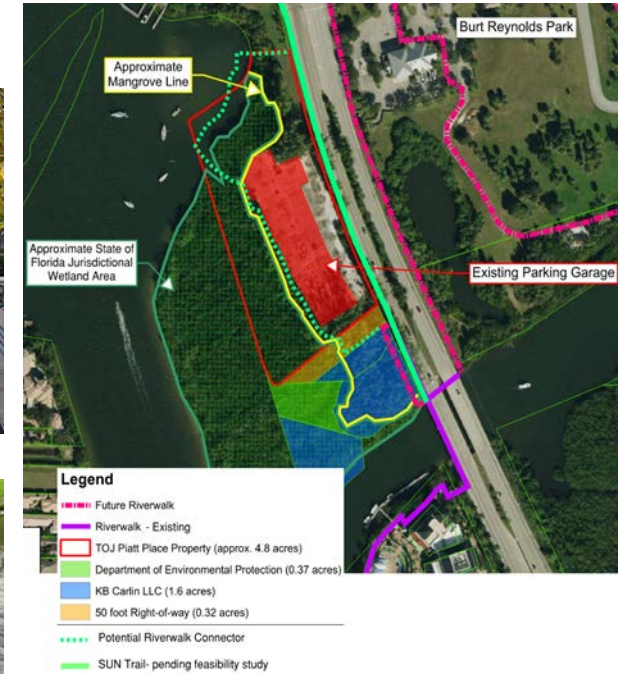 Burt Reynolds Park
Approximate
Mangrove Line
Approximate State of
Florida Jurisdictional
Wetland Area
Existing Parking Garage
Legend
Future Riverwalk
Riverwalk - Existing
TOJ Piatt Place Property (approx. 4.8 acres)
Department of Environmental Protection (0.37 acres)
KB Carlin LLC (1.6 acres)
50 foot Right-of-way (0.32 acres)
Potential Riverwalk Connector
SUN Trail- pending feasibility study